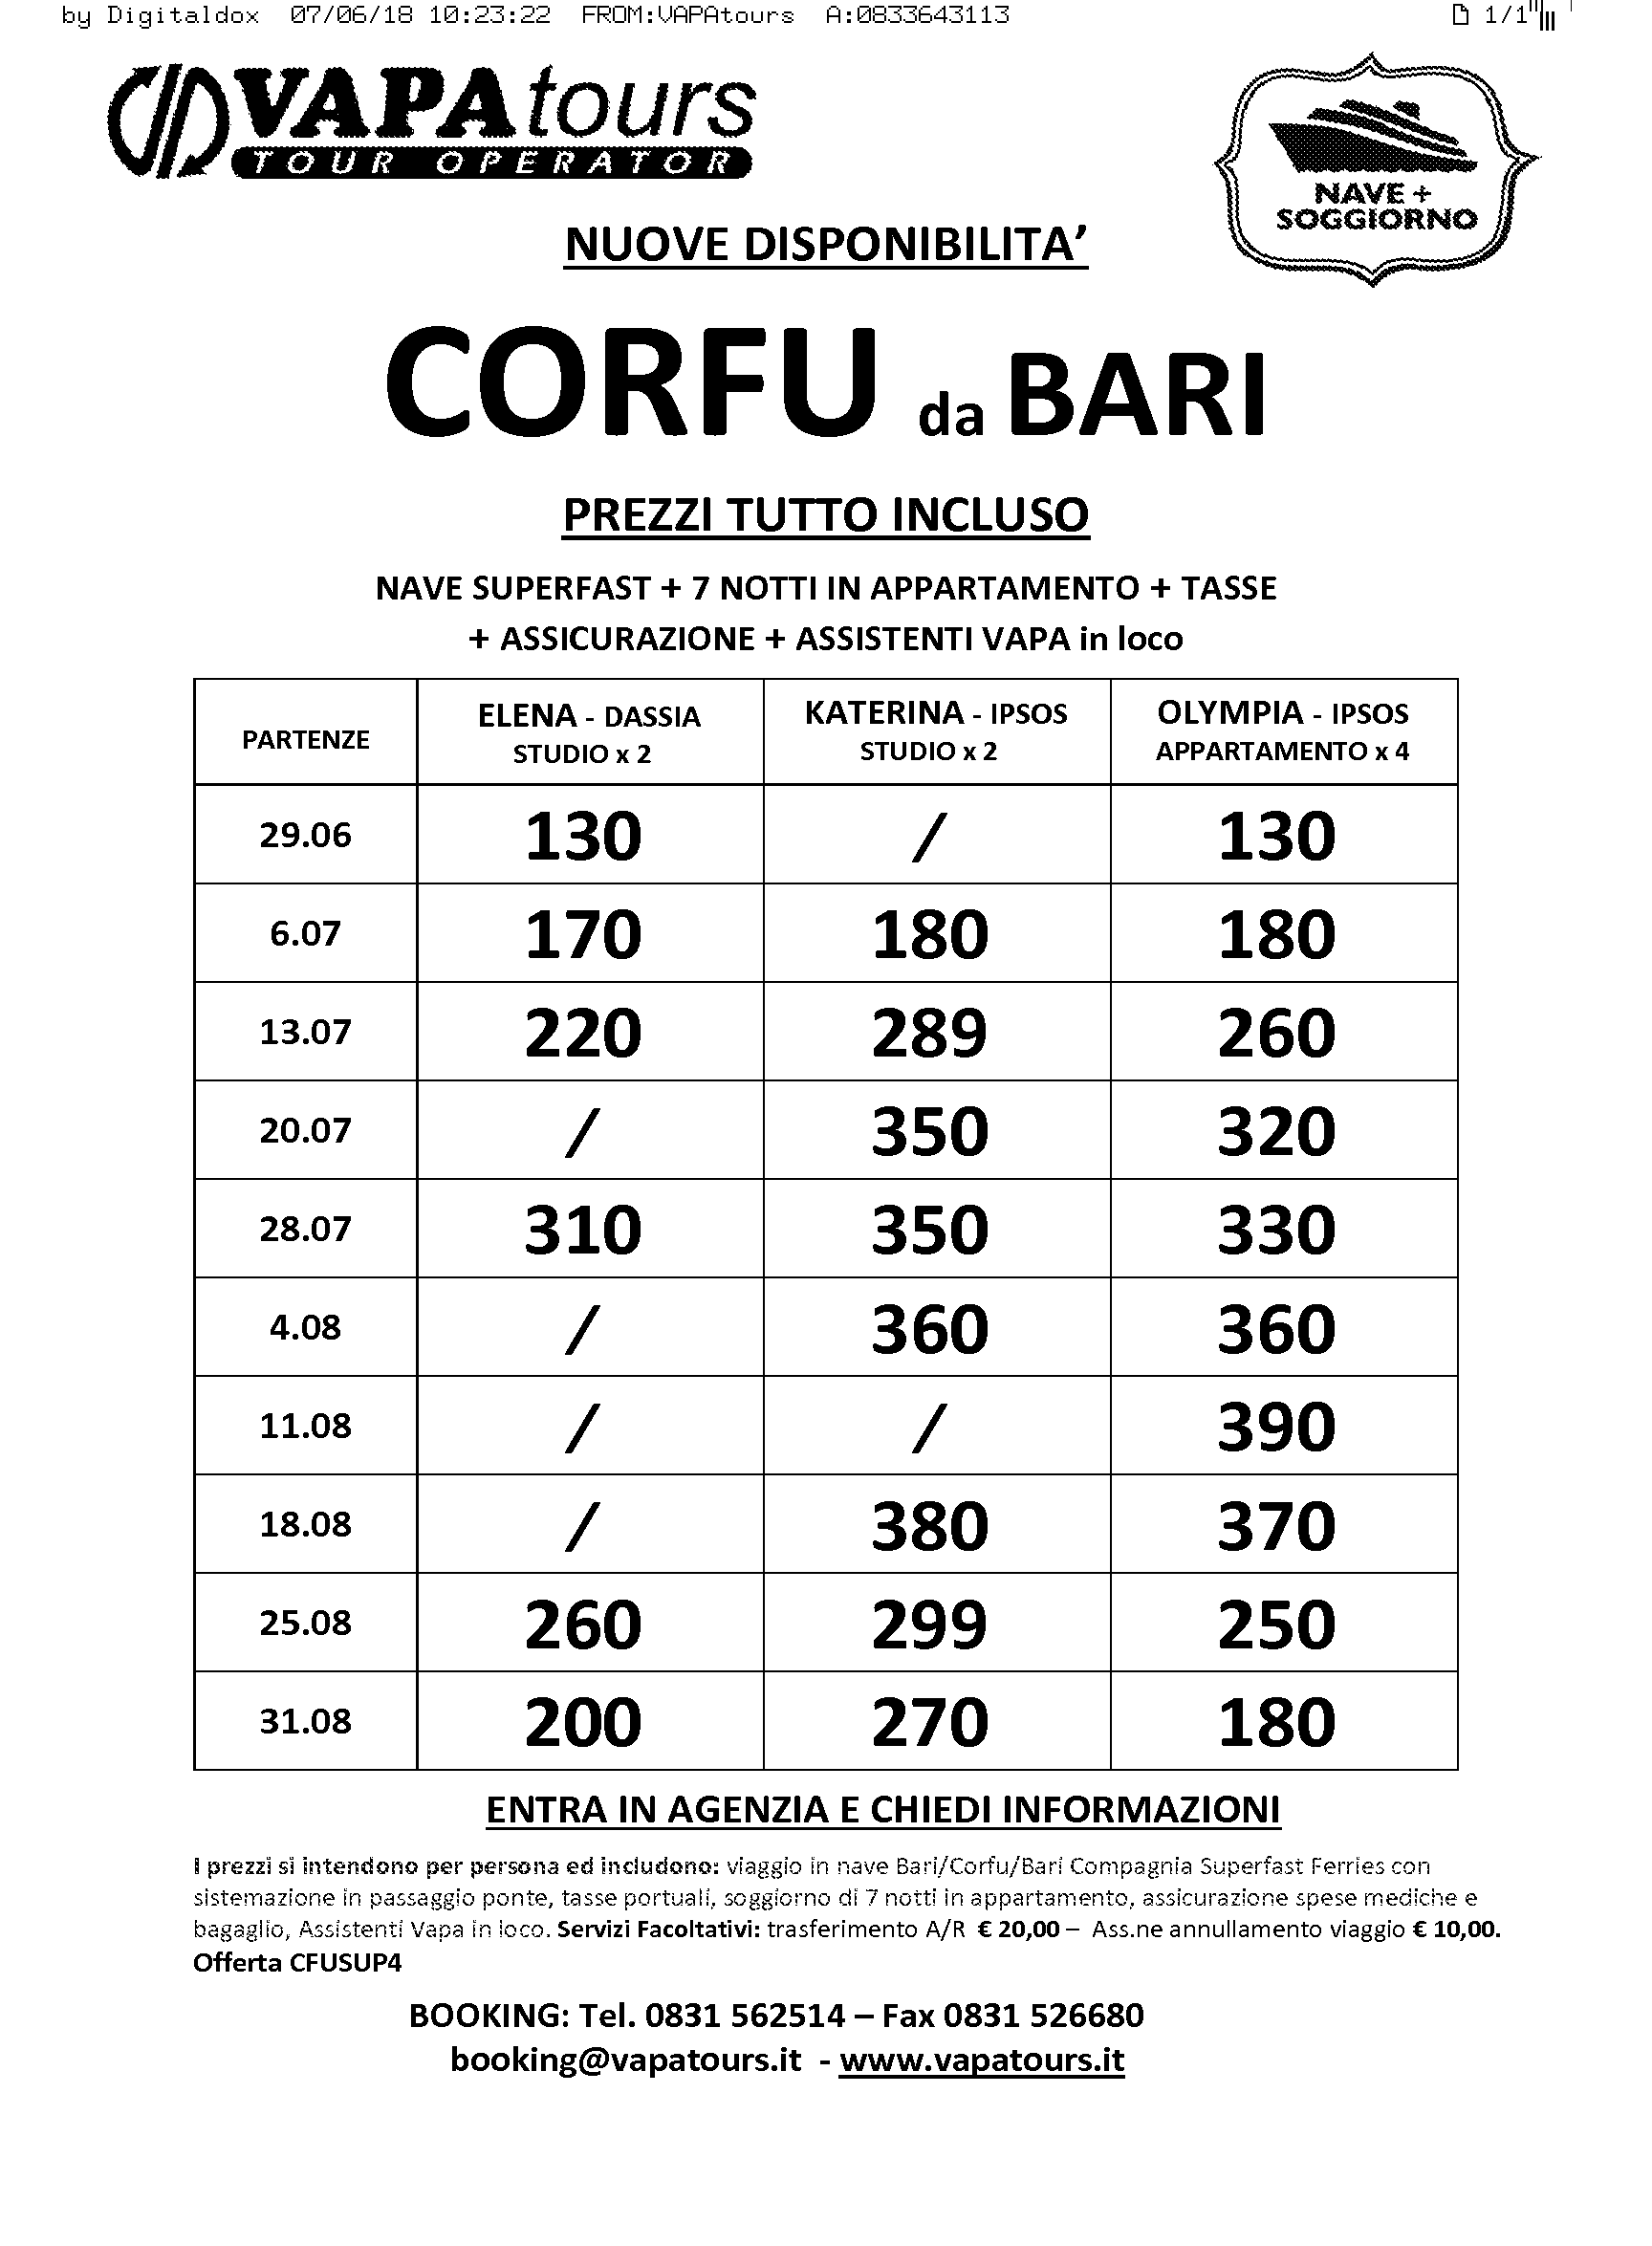 by Digitaldox 07/06/18 10:23:22 FROM:VAPAtours A:0833643113 1/1
VAPA tours
TOUR OPERATOR
NAVE +
SOGGIORNO
NUOVE DISPONIBILITA’
CORFU da BARI
PREZZI TUTTO INCLUSO
NAVE SUPERFAST + 7 NOTTI IN APPARTAMENTO + TASSE
+ ASSICURAZIONE + ASSISTENTI VAPA in loco
PARTENZE ELENA - DASSIA STUDIO x 2 KATERINA - IPSOS STUDIO x 2 OLYMPIA - IPSOS APPARTAMENTO x 4
29.06 130 / 130
6.07 170 180 180
13.07 220 289 260
20.07 / 350 320
28.07 310 350 330
4.08 / 360 360
11.08 / / 390
18.08 / 380 370
25.08 260 299 250
31.08 200 270 180
ENTRA IN AGENZIA E CHIEDI INFORMAZIONI
I prezzi si intendono per persona ed includono: viaggio in nave Bari/Corfu/Bari Compagnia Superfast Ferries con
sistemazione in passaggio ponte, tasse portuali, soggiorno di 7 notti in appartamento, assicurazione spese mediche e
bagaglio, Assistenti Vapa in loco. Servizi Facoltativi: trasferimento A/R € 20,00 – Ass.ne annullamento viaggio € 10,00.
Offerta CFUSUP4
BOOKING: Tel. 0831 562514 – Fax 0831 526680
booking@vapatours.it - www.vapatours.it